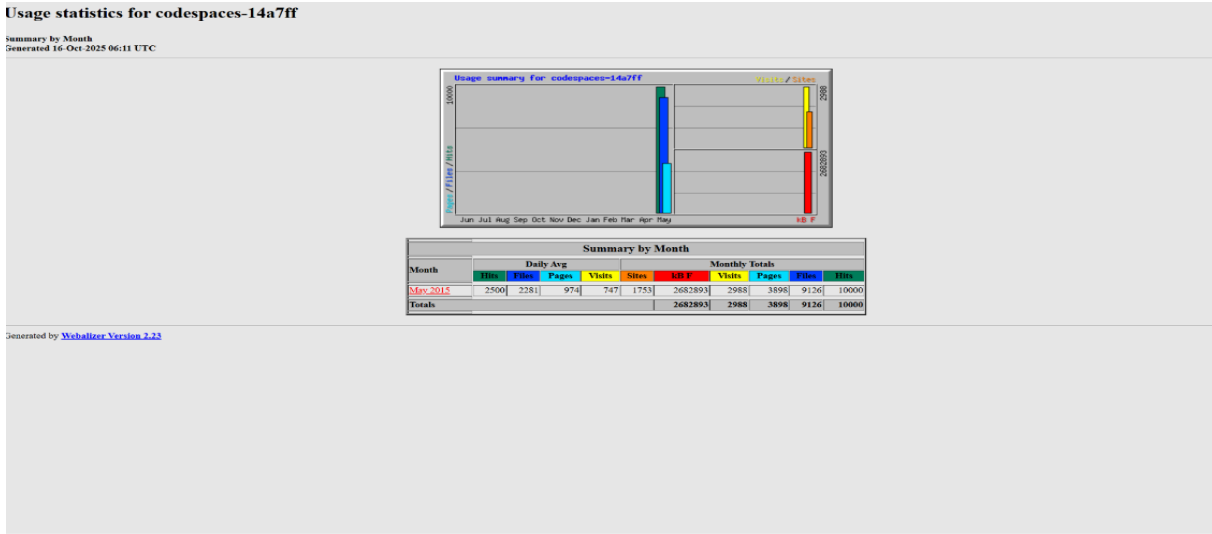 Usage statistics for codespaces-14a7ff
Summary by Month
Generated 16-Oct-2025 06:11 UTC
Usage summary for codespaces-14a7ff
Visits/Sites
10000
2988
Pages/Files/Hits
2682893
Jun Jul Aug Sep Oct Nov Dec Jan Feb Mar Apr May
kB F
Summary by Month
Month Daily Avg Monthly Totals
Hits Files Pages Visits Sites kB F Visits Pages Files Hits
May 2015 2500 2281 974 747 1753 2682893 2988 3898 9126 10000
Totals 2682893 2988 3898 9126 10000
Generated by Webalizer Version 2.23